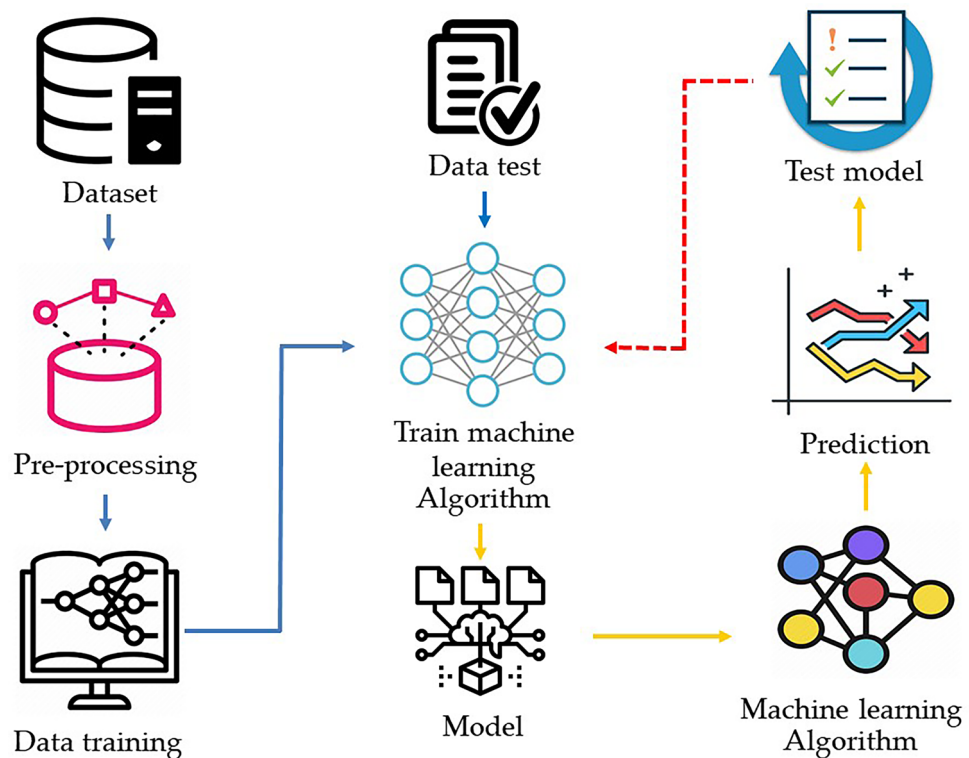 Dataset
Pre-processing
Data training
Data test
Train machine
learning
Algorithm
Model
Machine learning
Algorithm
Prediction
Test model